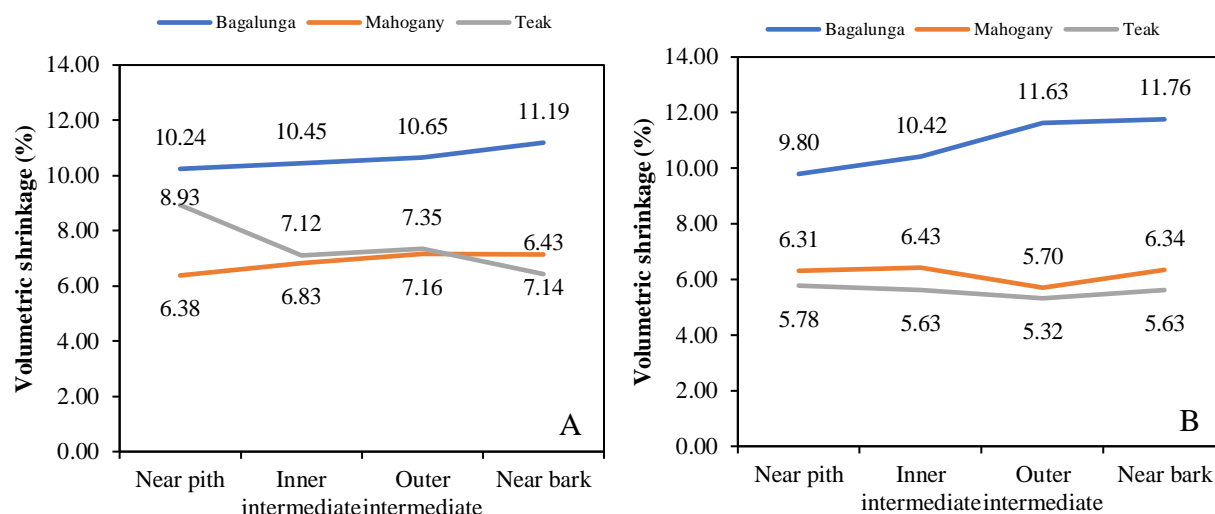 Bagalunga Mahogany Teak
Volumetric shrinkage (%)
14.00
12.00
10.00
8.00
6.00
4.00
2.00
0.00
10.24 10.45 10.65 11.19
8.93 7.12 7.35 6.43
6.38 6.83 7.16 7.14
A
Near pith Inner Outer Near bark
intermediate intermediate
Bagalunga Mahogany Teak
Volumetric shrinkage (%)
14.00
12.00
10.00
8.00
6.00
4.00
2.00
0.00
9.80 10.42 11.63 11.76
6.31 6.43 5.70 6.34
5.78 5.63 5.32 5.63
B
Near pith Inner Outer Near bark
intermediate intermediate